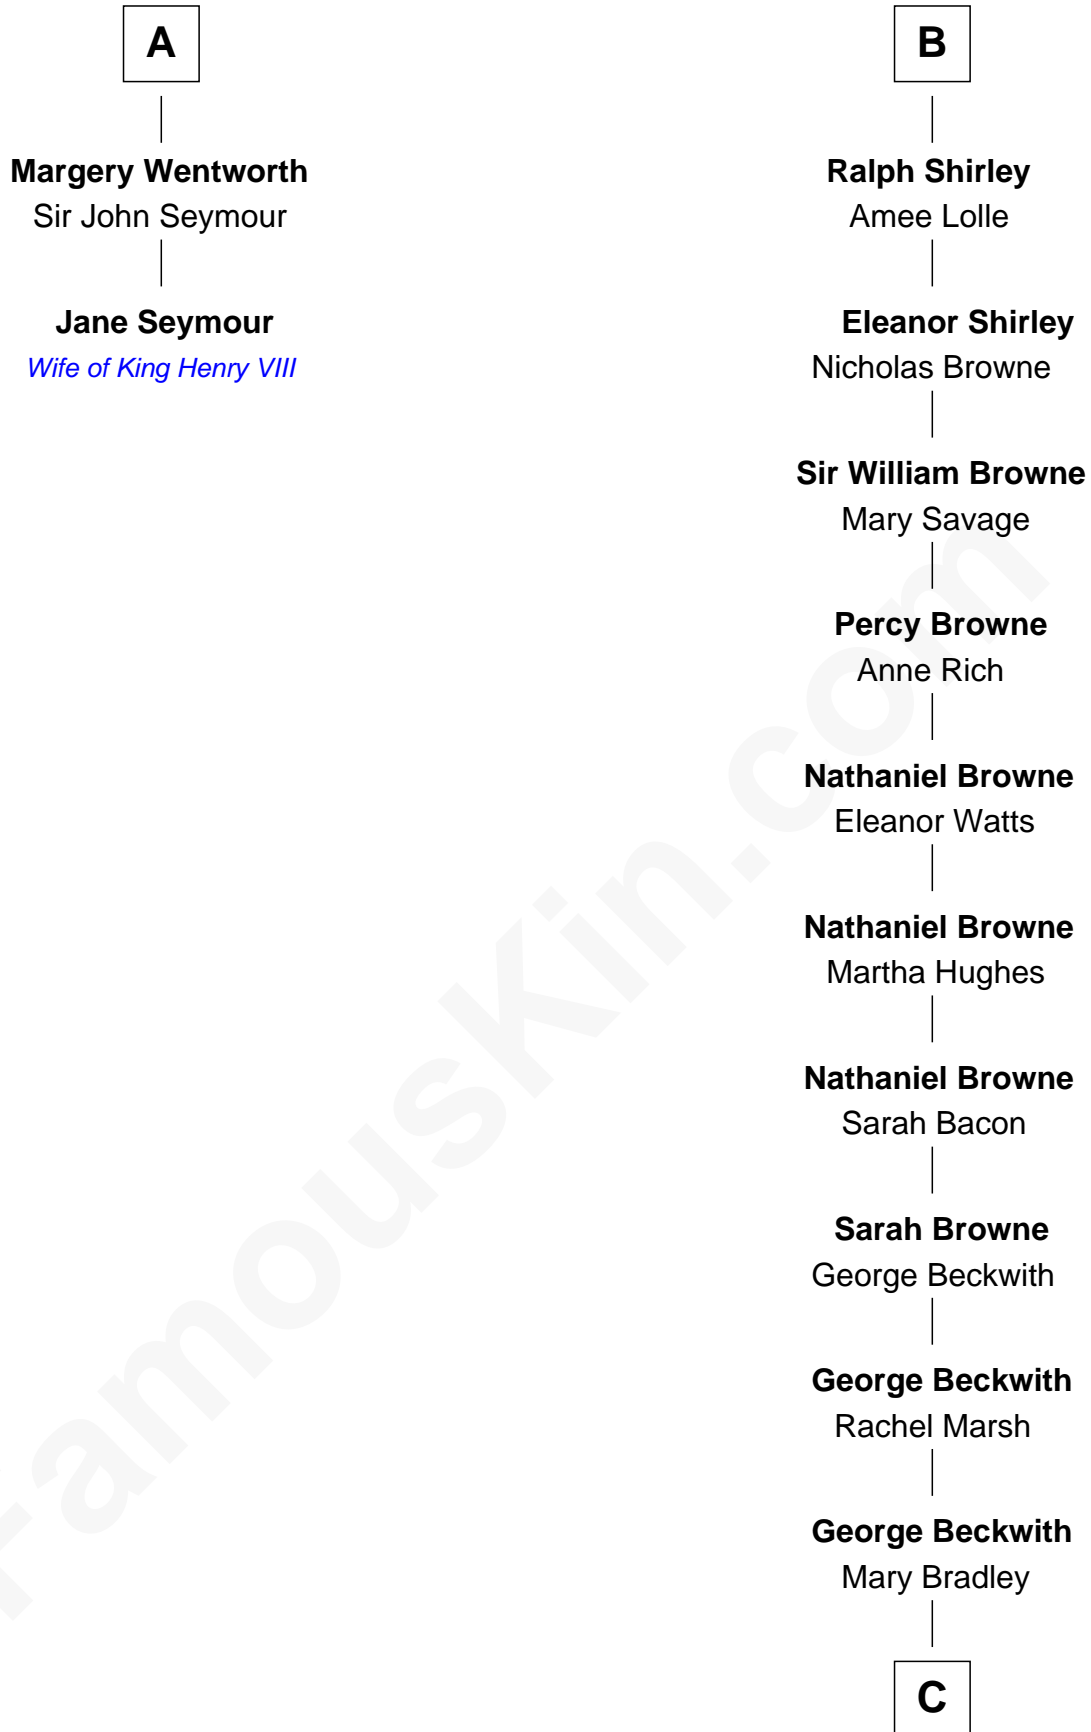 A
Margery Wentworth
Sir John Seymour
Jane Seymour
Wife of King Henry VIII
B
Ralph Shirley
Amee Lolle
Eleanor Shirley
Nicholas Browne
Sir William Browne
Mary Savage
Percy Browne
Anne Rich
Nathaniel Browne
Eleanor Watts
Nathaniel Browne
Martha Hughes
Nathaniel Browne
Sarah Bacon
Sarah Browne
George Beckwith
George Beckwith
Rachel Marsh
George Beckwith
Mary Bradley
C
FamousKin.com